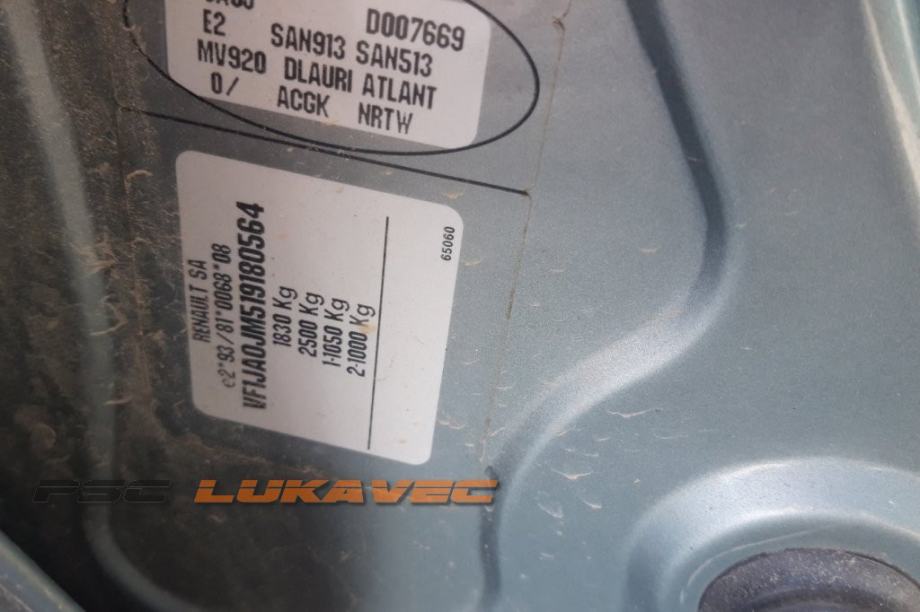 D007669
E2 SAN913 SAN513
MV920 DLAURI ATLANT
0/ ACGK NRTW
RENAULT SA
e2*93/81*0068*08
VF1JA0JM519180564
1830 Kg
2500 Kg
1-1050 Kg
2-1000 Kg
65060
PSC LUKAVEC